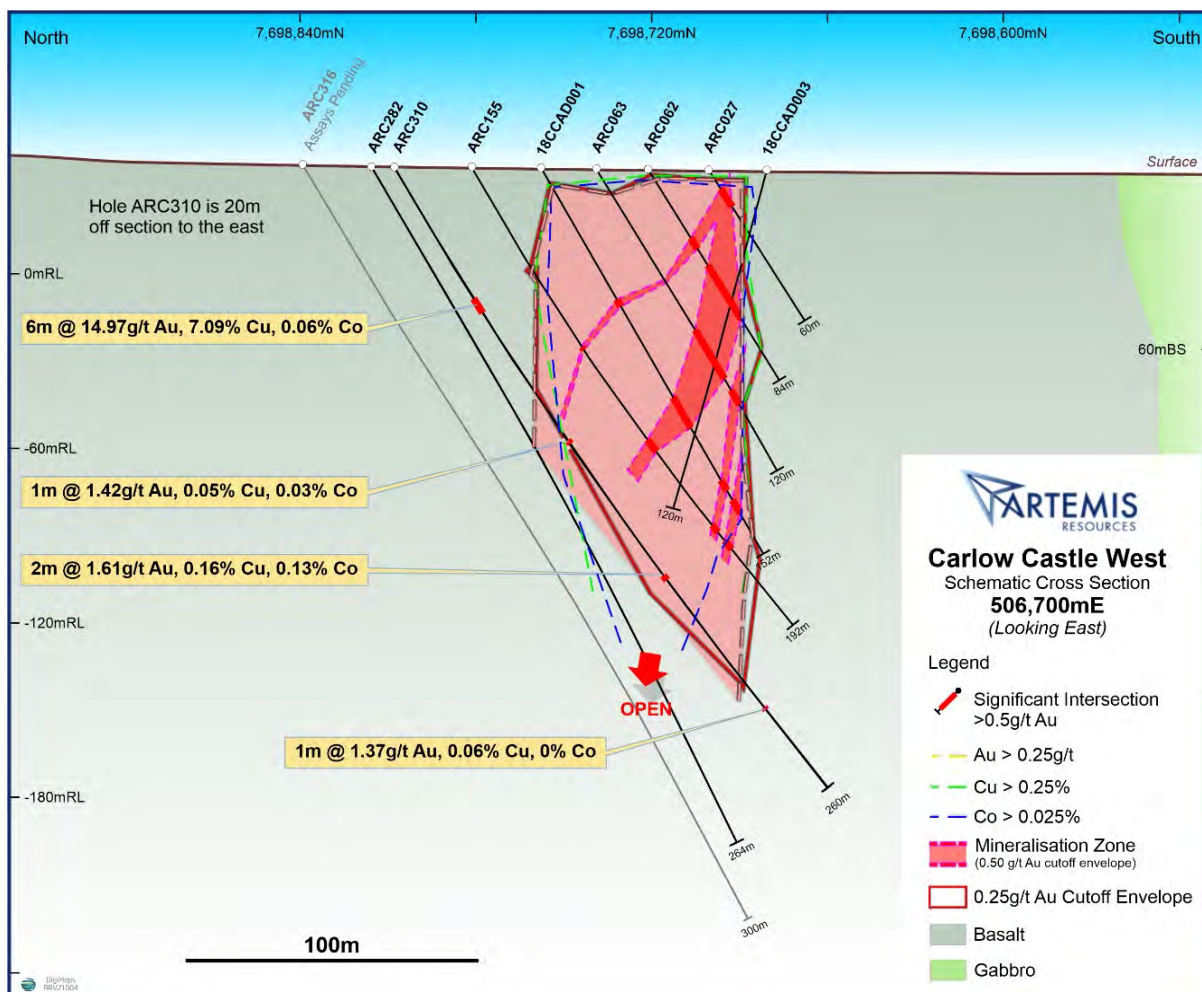 North
7,698,840mN
7,698,720mN
7,698,600mN
South
ARC316
Assays Pending
ARC282
ARC310
ARC155
18CCAD001
ARC063
ARC062
ARC027
18CCAD003
Surface
Hole ARC310 is 20m
off section to the east
0mRL
6m @ 14.97g/t Au, 7.09% Cu, 0.06% Co
60m
60mBS
84m
-60mRL
120m
1m @ 1.42g/t Au, 0.05% Cu, 0.03% Co
120m
152m
2m @ 1.61g/t Au, 0.16% Cu, 0.13% Co
-120mRL
192m
OPEN
1m @ 1.37g/t Au, 0.06% Cu, 0% Co
-180mRL
260m
264m
300m
100m
ARTEMIS
RESOURCES
Carlow Castle West
Schematic Cross Section
506,700mE
(Looking East)
Legend
Significant Intersection
>0.5g/t Au
Au > 0.25g/t
Cu > 0.25%
Co > 0.025%
Mineralisation Zone
(0.50 g/t Au cutoff envelope)
0.25g/t Au Cutoff Envelope
Basalt
Gabbro
DigiMaps